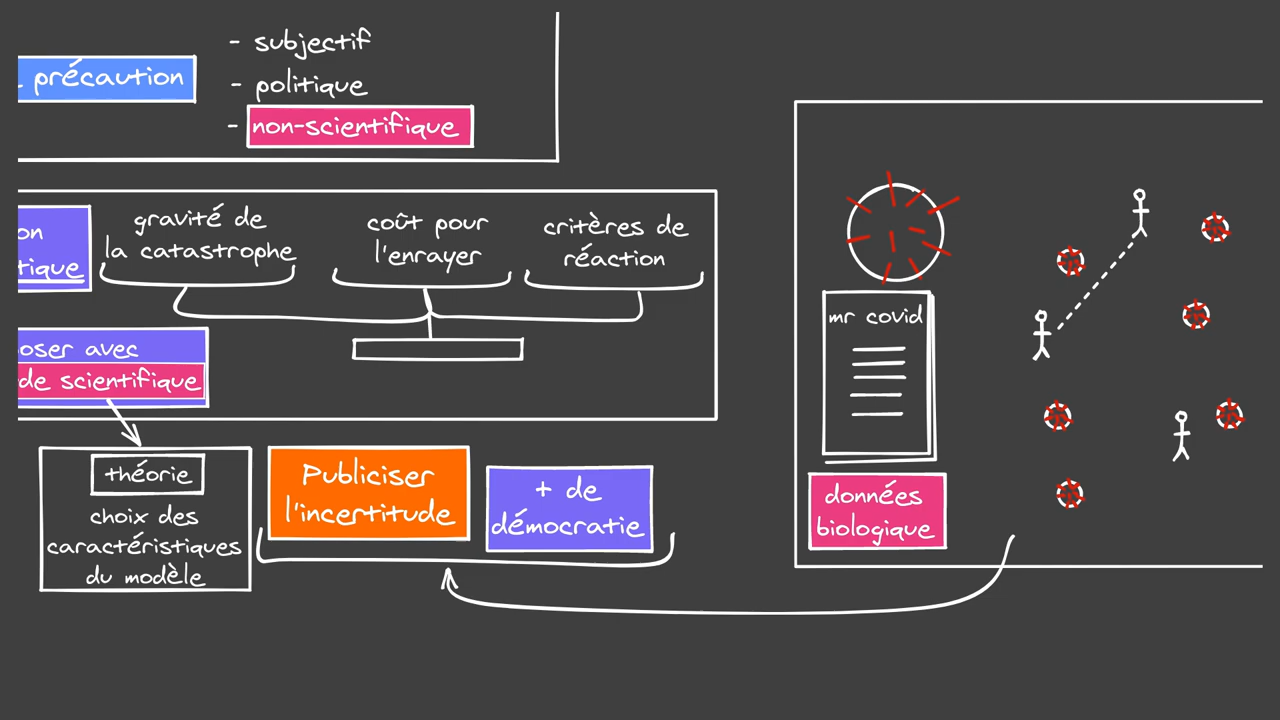 - subjectif
précaution
- politique
- non-scientifique
on
tique
gravité de
la catastrophe
coût pour
l'enrayer
critères de
réaction
oser avec
de scientifique
théorie
choix des
caractéristiques
du modèle
Publiciser
l'incertitude
+ de
démocratie
mr covid
données
biologique